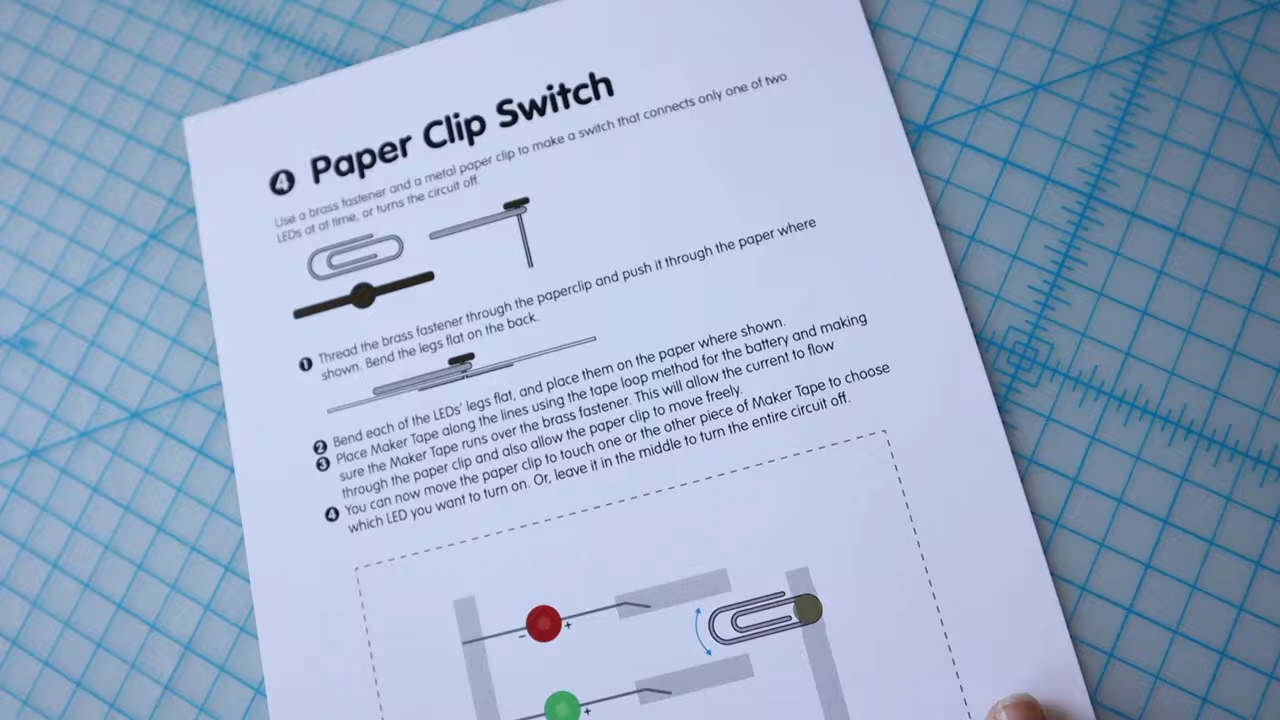 4 Paper Clip Switch
Use a brass fastener and a metal paper clip to make a switch that connects only one of two
LEDs at at time, or turns the circuit off.
1 Thread the brass fastener through the paperclip and push it through the paper where
shown. Bend the legs flat on the back.
2 Bend each of the LEDs' legs flat, and place them on the paper where shown.
3 Place Maker Tape along the lines using the tape loop method for the battery and making
sure the Maker Tape runs over the brass fastener. This will allow the current to flow
through the paper clip and also allow the paper clip to move freely.
4 You can now move the paper clip to touch one or the other piece of Maker Tape to choose
which LED you want to turn on. Or, leave it in the middle to turn the entire circuit off.
- +
+